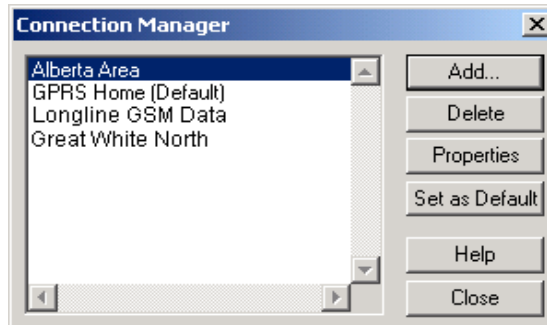 Connection Manager
Alberta Area
GPRS Home (Default)
Longline GSM Data
Great White North
Add...
Delete
Properties
Set as Default
Help
Close